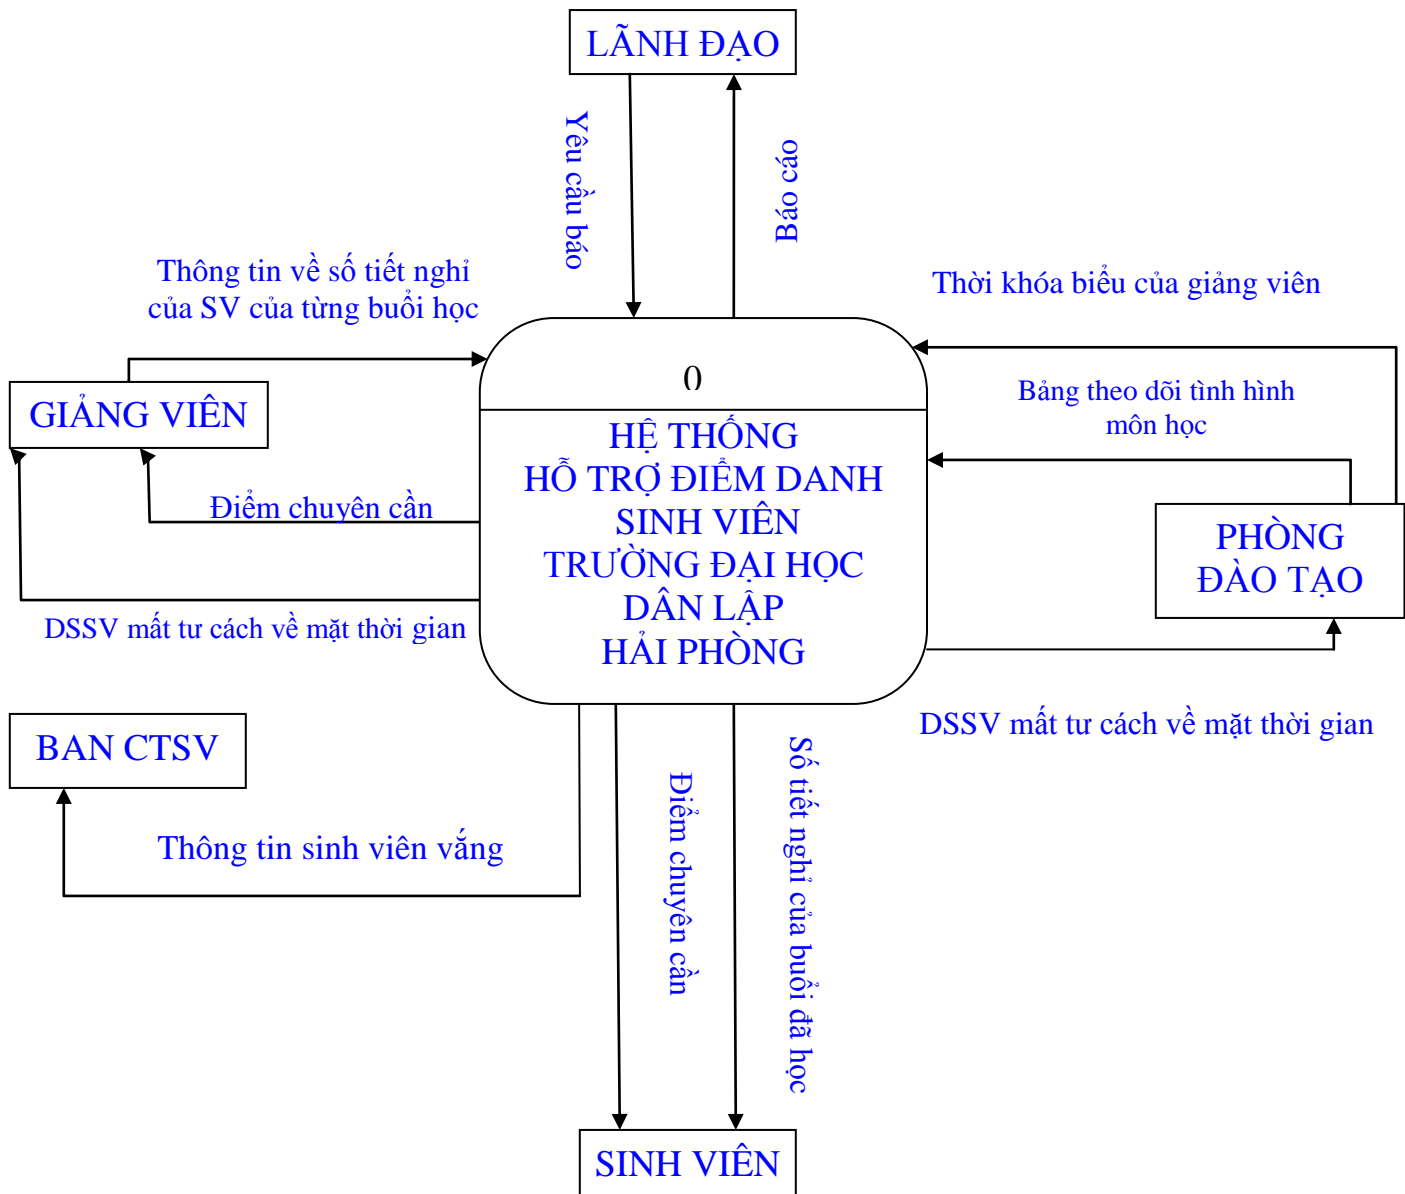 LÃNH ĐẠO
Yêu cầu báo
Báo cáo
Thông tin về số tiết nghỉ
của SV của từng buổi học
Thời khóa biểu của giảng viên
0
Bảng theo dõi tình hình
môn học
GIẢNG VIÊN
HỆ THỐNG
HỖ TRỢ ĐIỂM DANH
SINH VIÊN
TRƯỜNG ĐẠI HỌC
DÂN LẬP
HẢI PHÒNG
Điểm chuyên cần
PHÒNG
ĐÀO TẠO
DSSV mất tư cách về mặt thời gian
DSSV mất tư cách về mặt thời gian
BAN CTSV
Thông tin sinh viên vắng
Điểm chuyên cần
Số tiết nghỉ của buổi đã học
SINH VIÊN